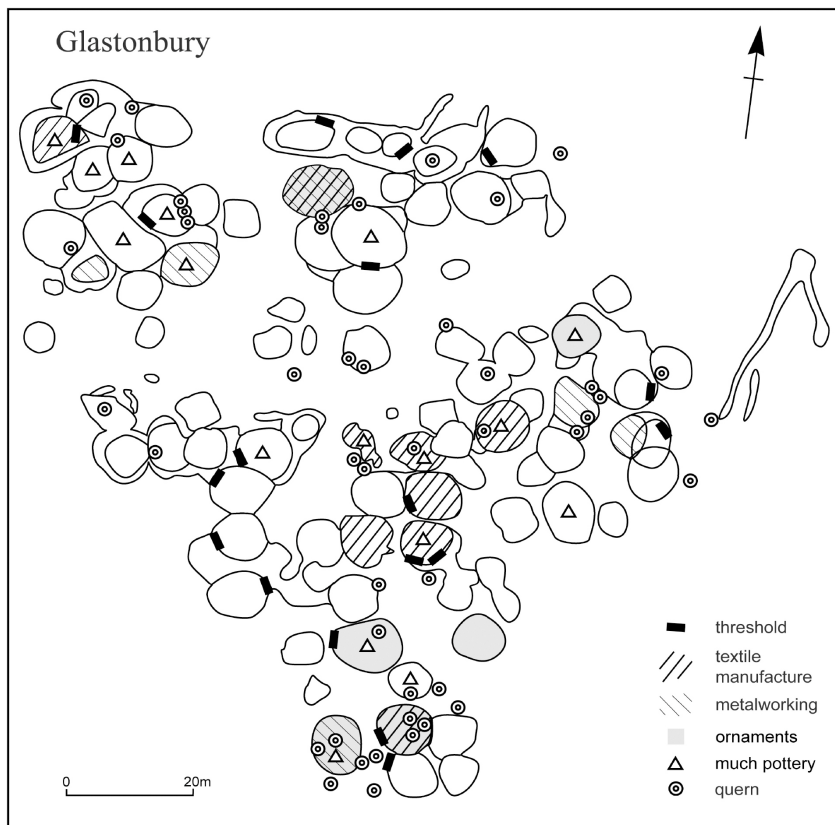 Glastonbury
threshold
textile
manufacture
metalworking
ornaments
much pottery
quern
0 20m